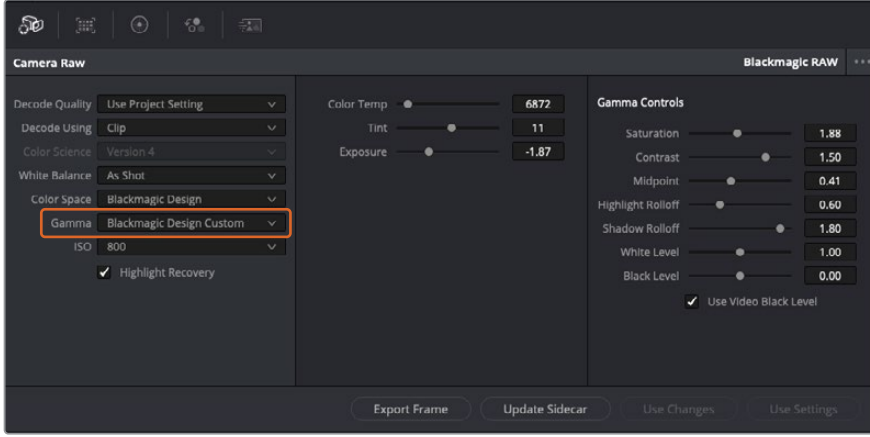 Camera Raw
Blackmagic RAW
Decode Quality Use Project Setting
Decode Using Clip
Color Science Version 4
White Balance As Shot
Color Space Blackmagic Design
Gamma Blackmagic Design Custom
ISO 800
Highlight Recovery
Color Temp 6872
Tint 11
Exposure -1.87
Gamma Controls
Saturation 1.88
Contrast 1.50
Midpoint 0.41
Highlight Rolloff 0.60
Shadow Rolloff 1.80
White Level 1.00
Black Level 0.00
Use Video Black Level
Export Frame
Update Sidecar
Use Changes
Use Settings